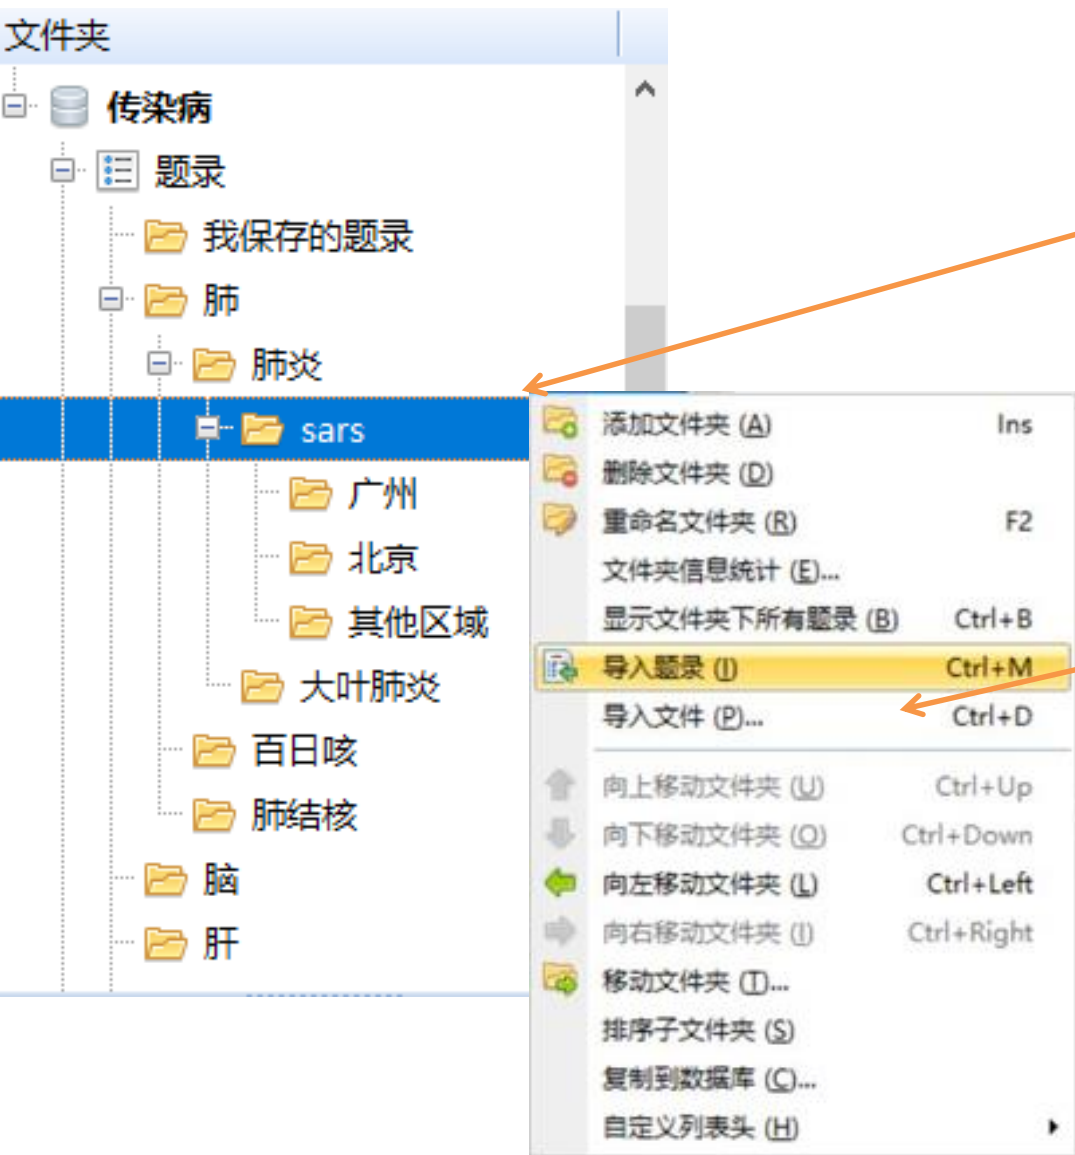 文件夹
传染病
题录
我保存的题录
肺
肺炎
sars
广州
北京
其他区域
大叶肺炎
百日咳
肺结核
脑
肝
添加文件夹 (A) Ins
删除文件夹 (D)
重命名文件夹 (R) F2
文件夹信息统计 (E)...
显示文件夹下所有题录 (B) Ctrl+B
导入题录 (I) Ctrl+M
导入文件 (P)... Ctrl+D
向上移动文件夹 (U) Ctrl+Up
向下移动文件夹 (O) Ctrl+Down
向左移动文件夹 (L) Ctrl+Left
向右移动文件夹 (I) Ctrl+Right
移动文件夹 (T)...
排序子文件夹 (S)
复制到数据库 (C)...
自定义列表头 (H)